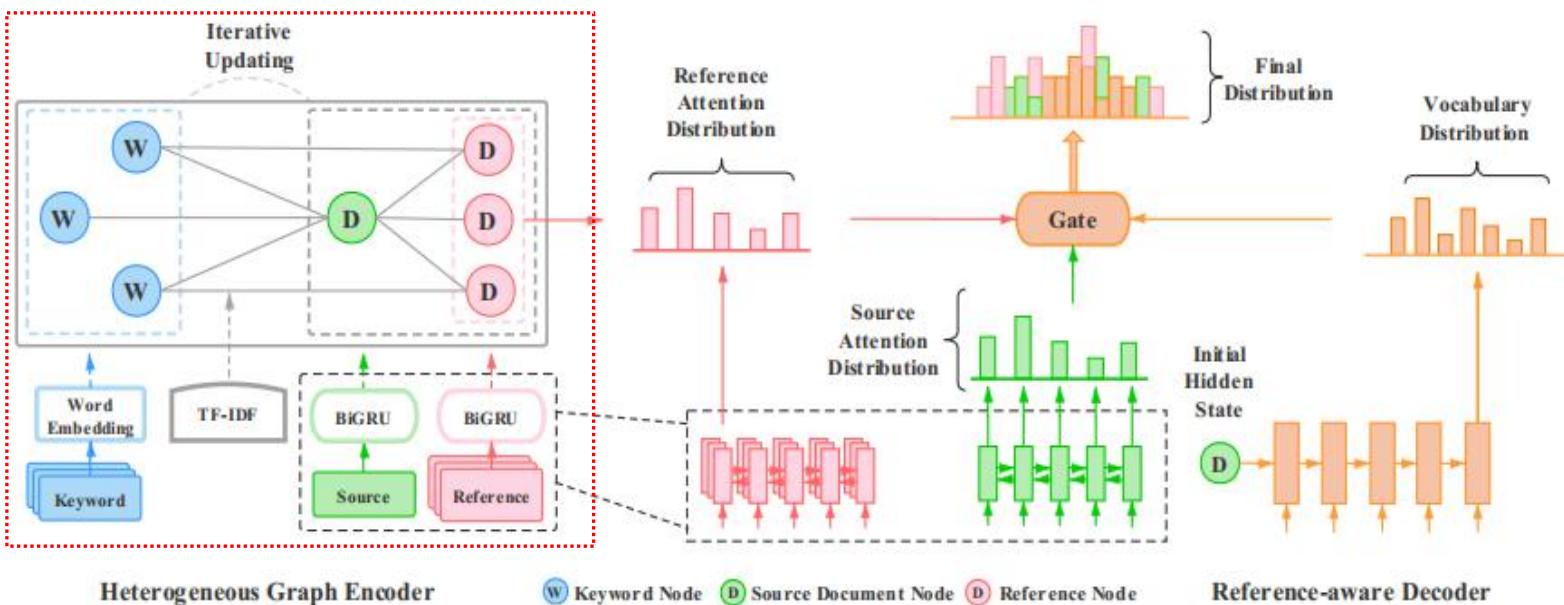 Iterative
Updating
W
W
W
D
D
D
D
Word
Embedding
TF-IDF
BiGRU
BiGRU
Keyword
Source
Reference
Heterogeneous Graph Encoder
Reference
Attention
Distribution
Final
Distribution
Vocabulary
Distribution
Gate
Source
Attention
Distribution
Initial
Hidden
State
D
W Keyword Node D Source Document Node D Reference Node
Reference-aware Decoder